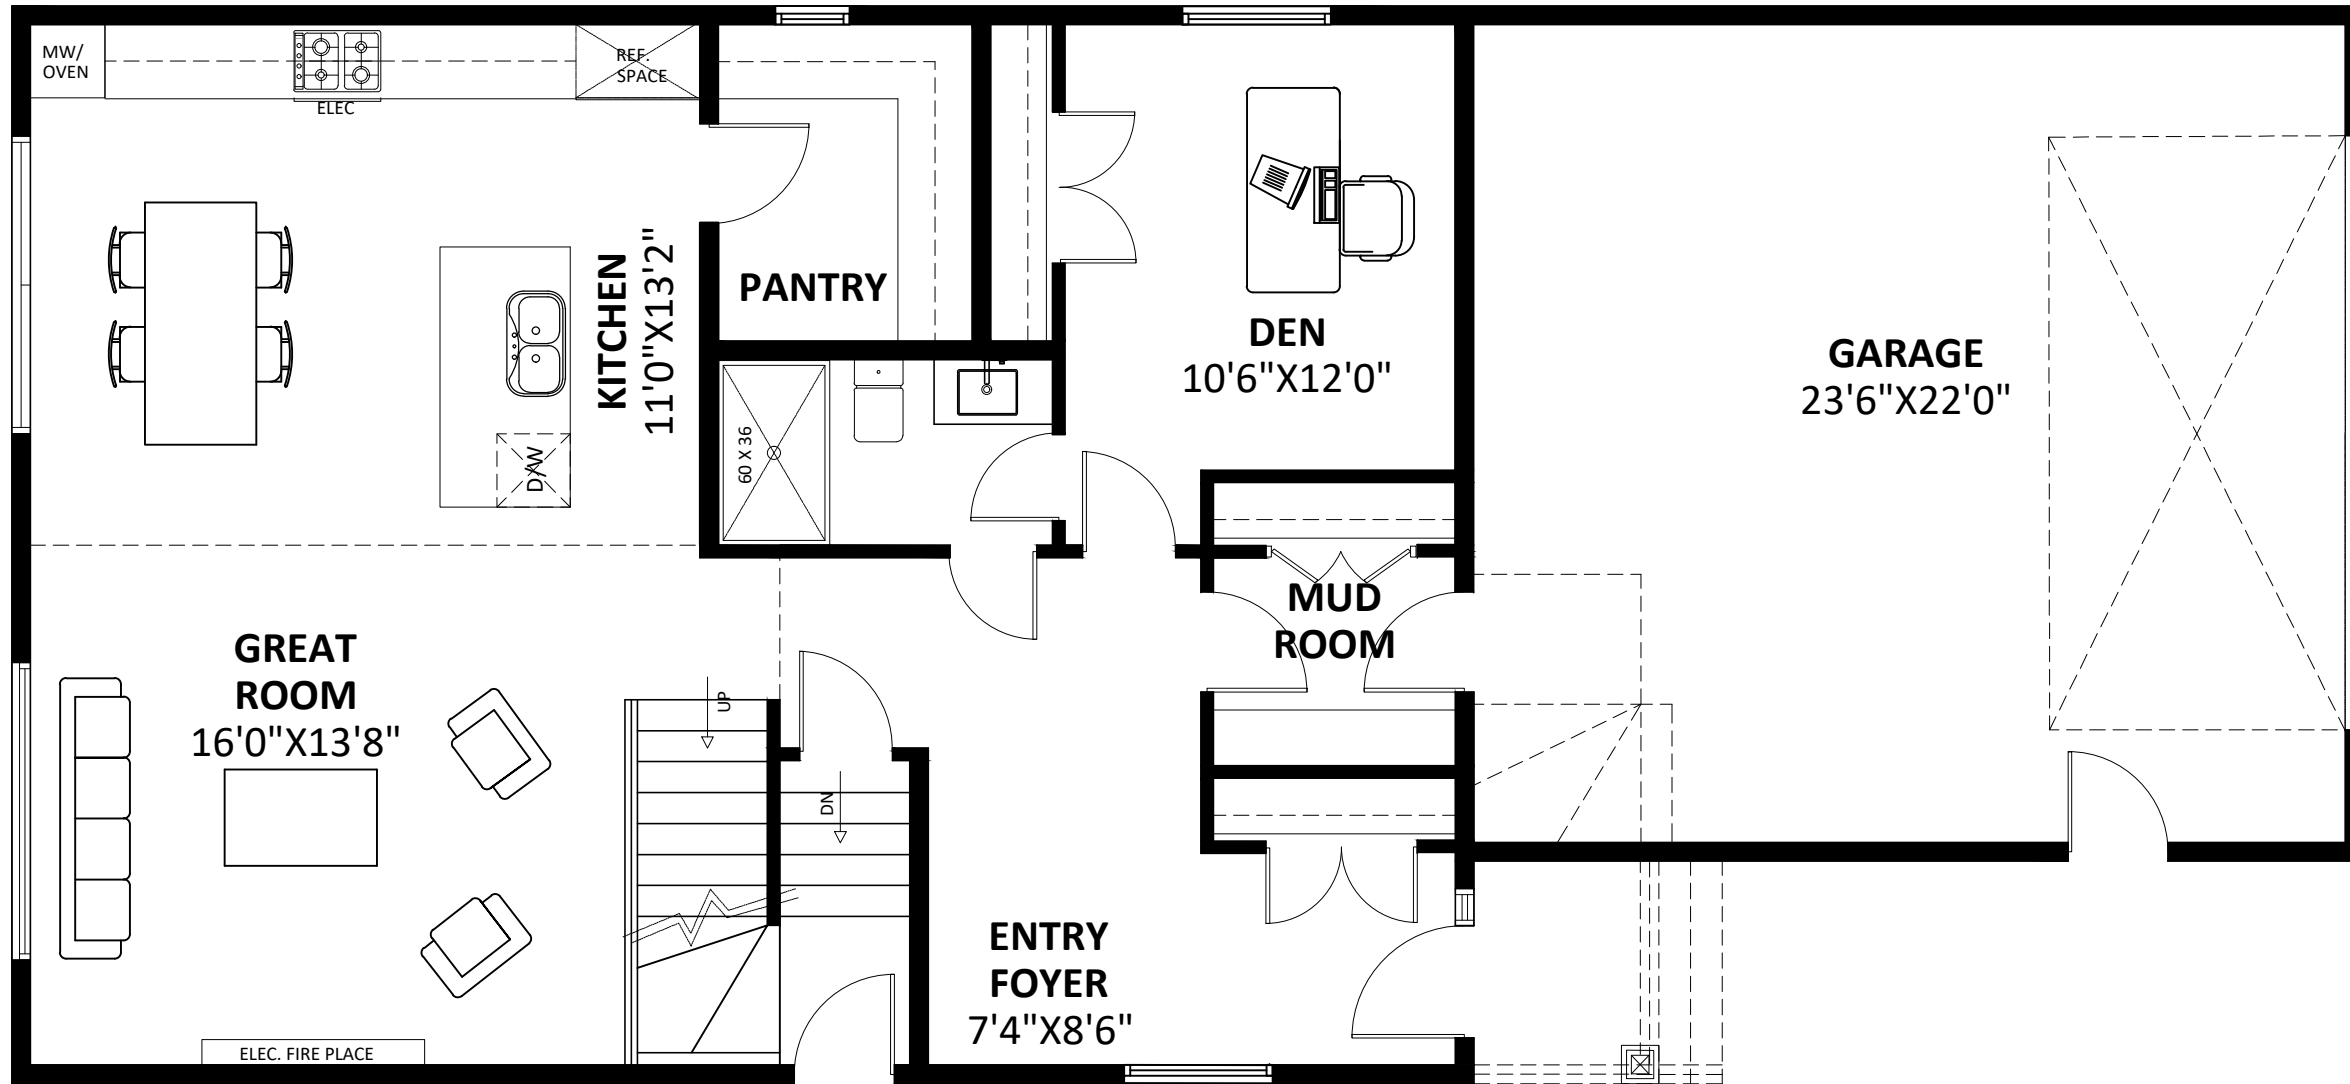 MW/
OVEN
ELEC
REF.
SPACE
KITCHEN
11'0"X13'2"
PANTRY
DEN
10'6"X12'0"
GARAGE
23'6"X22'0"
D/W
60 X 36
MUD
ROOM
GREAT
ROOM
16'0"X13'8"
UP
DN
ENTRY
FOYER
7'4"X8'6"
ELEC. FIRE PLACE